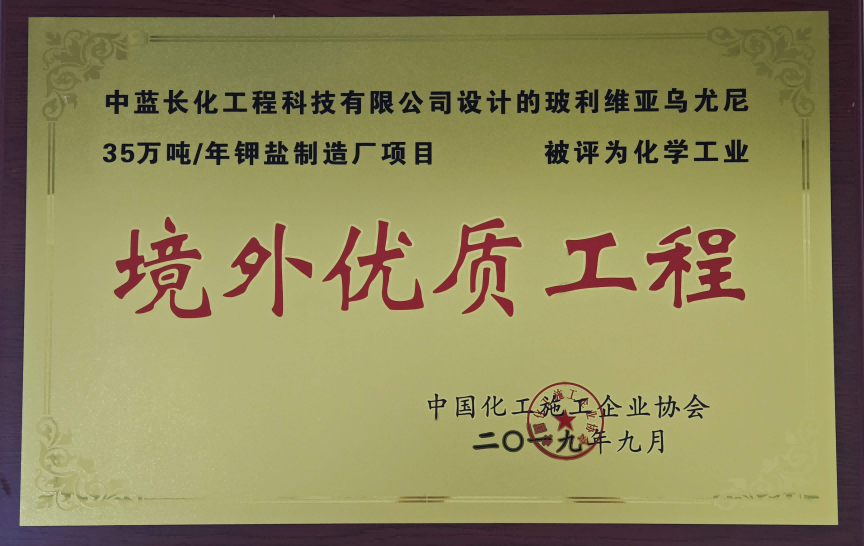 中蓝长化工程科技有限公司设计的玻利维亚乌尤尼
35万吨/年钾盐制造厂项目 被评为化学工业
境外优质工程
中国化工施工企业协会
二〇一九年九月